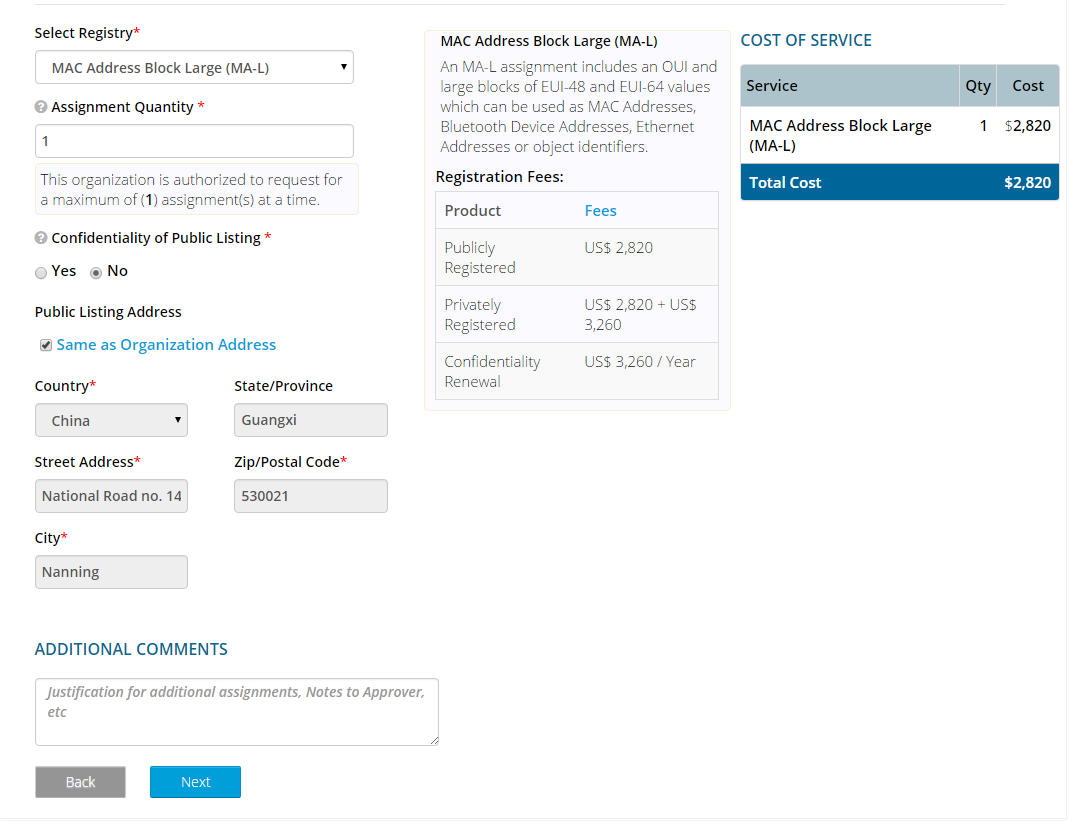 Select Registry*
MAC Address Block Large (MA-L)
Assignment Quantity *
1
This organization is authorized to request for
a maximum of (1) assignment(s) at a time.
Confidentiality of Public Listing *
Yes No
Public Listing Address
Same as Organization Address
Country* State/Province
China Guangxi
Street Address* Zip/Postal Code*
National Road no. 14 530021
City*
Nanning
ADDITIONAL COMMENTS
Justification for additional assignments, Notes to Approver,
etc
Back Next
MAC Address Block Large (MA-L)
An MA-L assignment includes an OUI and
large blocks of EUI-48 and EUI-64 values
which can be used as MAC Addresses,
Bluetooth Device Addresses, Ethernet
Addresses or object identifiers.
Registration Fees:
Product Fees
Publicly US$ 2,820
Registered
Privately US$ 2,820 + US$
Registered 3,260
Confidentiality US$ 3,260 / Year
Renewal
COST OF SERVICE
Service Qty Cost
MAC Address Block Large 1 $2,820
(MA-L)
Total Cost $2,820